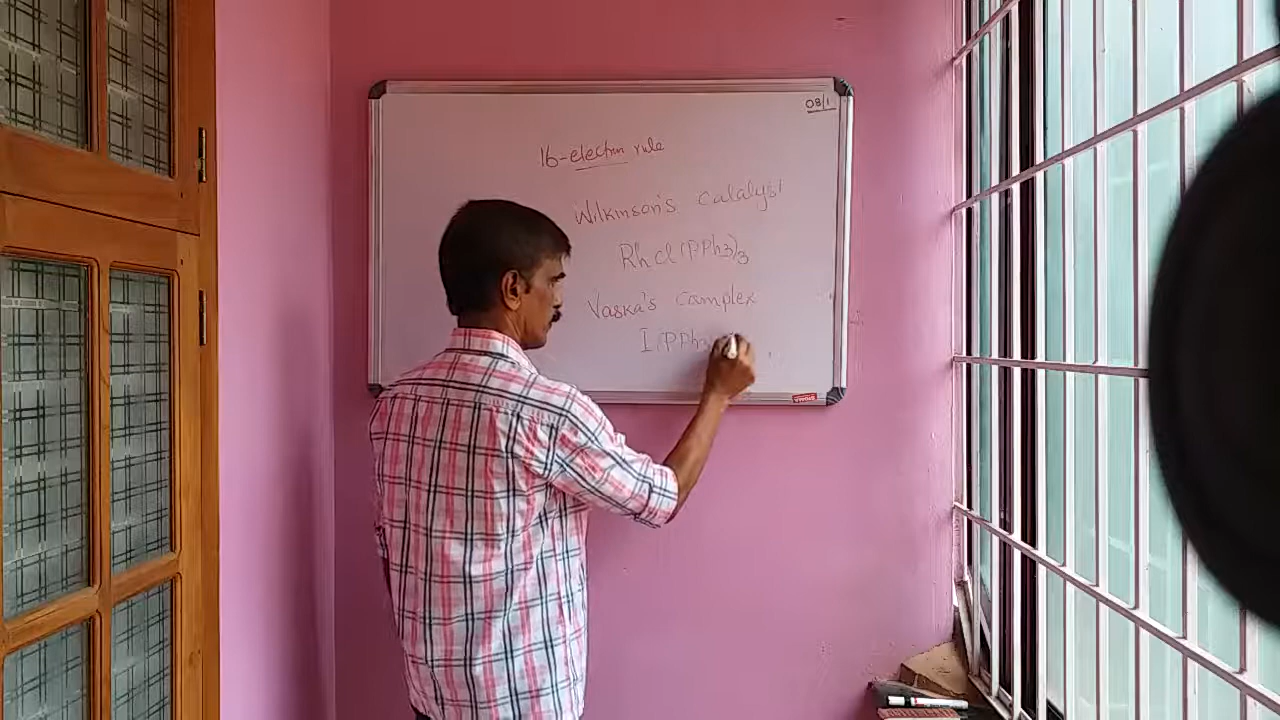 08/1
16-electron rule
Wilkinson's Catalyst
Rhcl(PPh3)3
Vaska's Complex
I(PPh3)